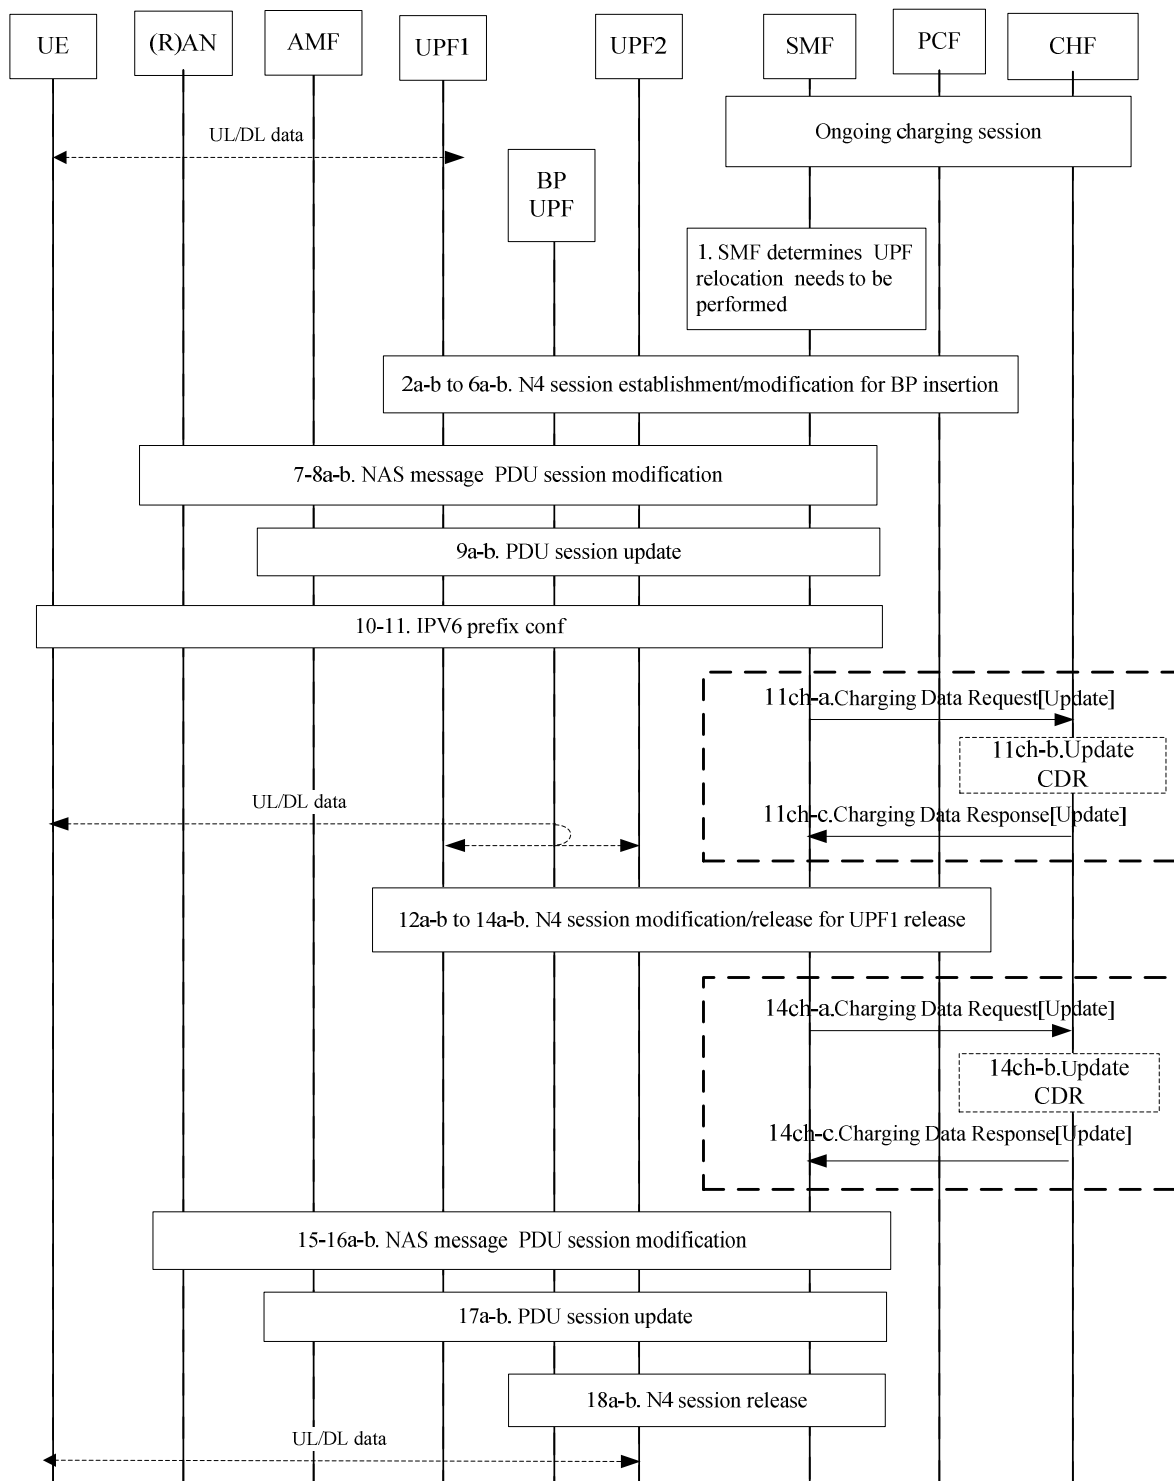 UE
(R)AN
AMF
UPF1
UPF2
SMF
PCF
CHF
UL/DL data
Ongoing charging session
BP
UPF
1. SMF determines UPF
relocation needs to be
performed
2a-b to 6a-b. N4 session establishment/modification for BP insertion
7-8a-b. NAS message PDU session modification
9a-b. PDU session update
10-11. IPV6 prefix conf
11ch-a.Charging Data Request[Update]
11ch-b.Update
CDR
UL/DL data
11ch-c.Charging Data Response[Update]
12a-b to 14a-b. N4 session modification/release for UPF1 release
14ch-a.Charging Data Request[Update]
14ch-b.Update
CDR
14ch-c.Charging Data Response[Update]
15-16a-b. NAS message PDU session modification
17a-b. PDU session update
18a-b. N4 session release
UL/DL data